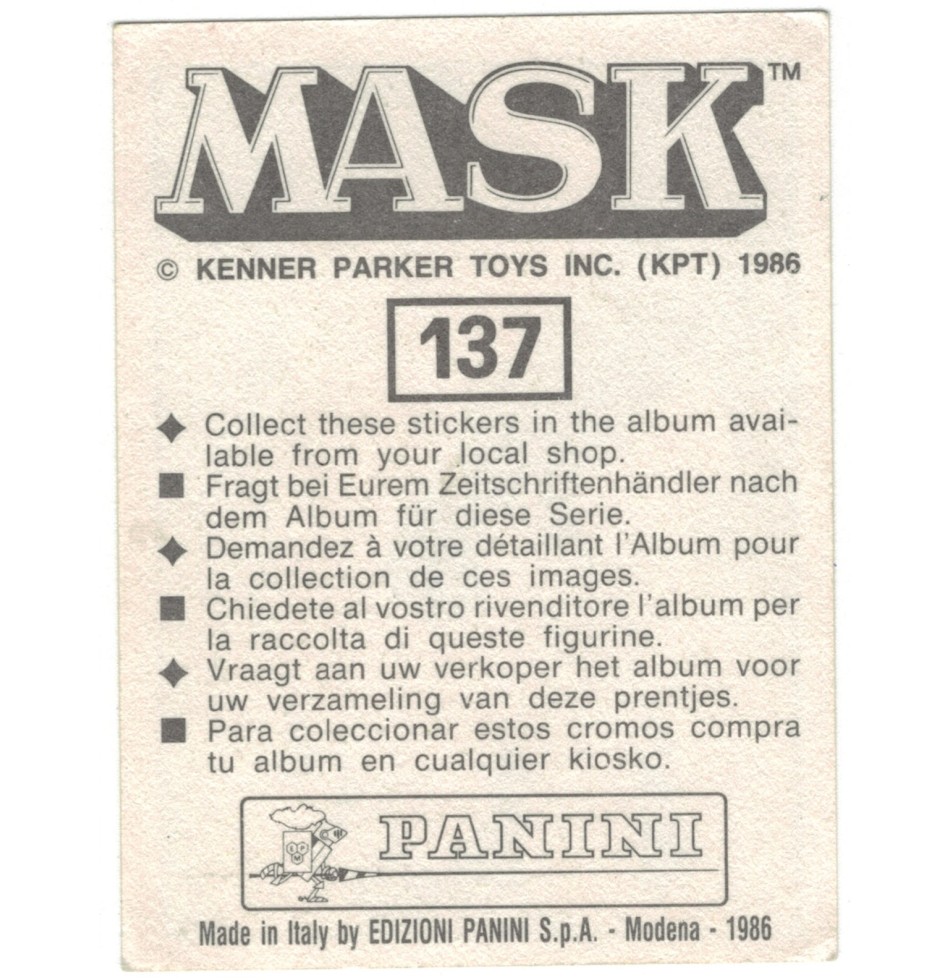 MASK™
© KENNER PARKER TOYS INC. (KPT) 1986
137
Collect these stickers in the album avai-
lable from your local shop.
Fragt bei Eurem Zeitschriftenhändler nach
dem Album für diese Serie.
Demandez à votre détaillant l'Album pour
la collection de ces images.
Chiedete al vostro rivenditore l'album per
la raccolta di queste figurine.
Vraagt aan uw verkoper het album voor
uw verzameling van deze prentjes.
Para coleccionar estos cromos compra
tu album en cualquier kiosko.
PANINI
Made in Italy by EDIZIONI PANINI S.p.A. - Modena - 1986